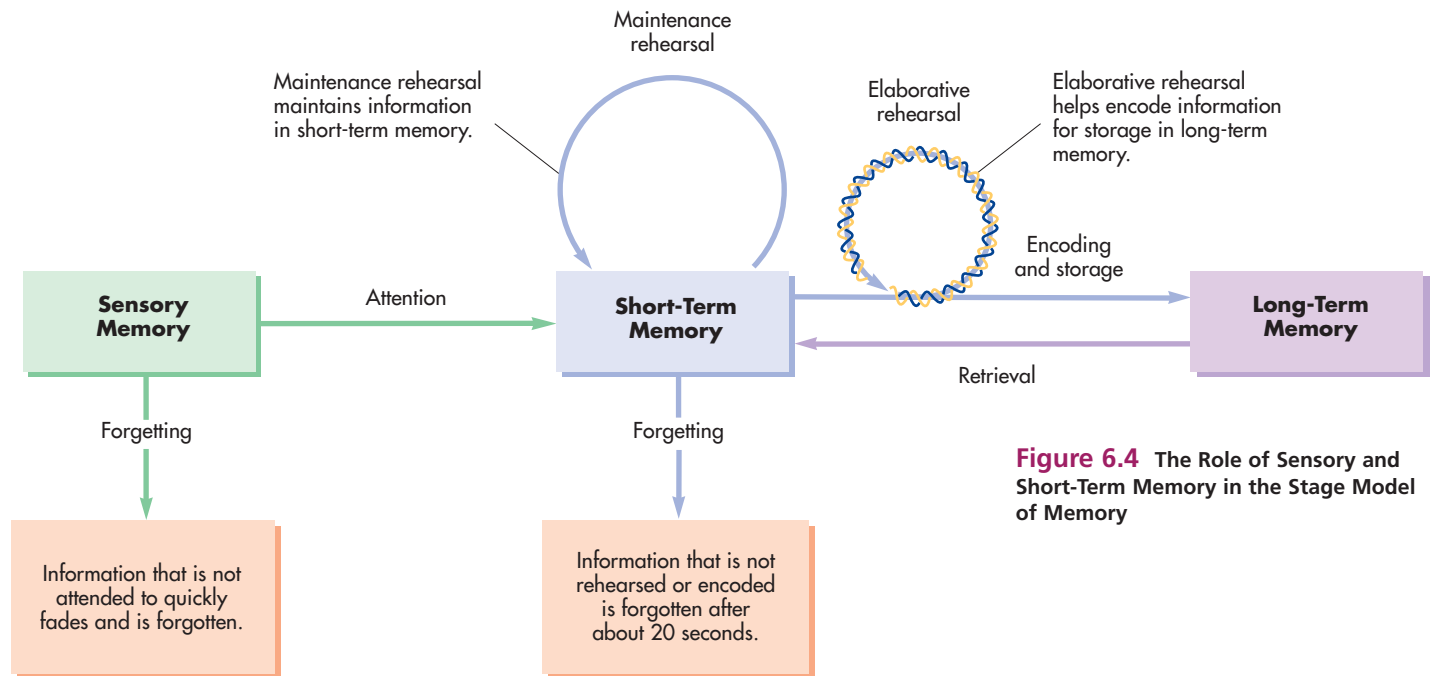 Maintenance
rehearsal
Maintenance rehearsal
maintains information
in short-term memory.
Elaborative
rehearsal
Elaborative rehearsal
helps encode information
for storage in long-term
memory.
Encoding
and storage
Sensory
Memory
Attention
Short-Term
Memory
Long-Term
Memory
Retrieval
Forgetting
Forgetting
Figure 6.4 The Role of Sensory and
Short-Term Memory in the Stage Model
of Memory
Information that is not
attended to quickly
fades and is forgotten.
Information that is not
rehearsed or encoded
is forgotten after
about 20 seconds.